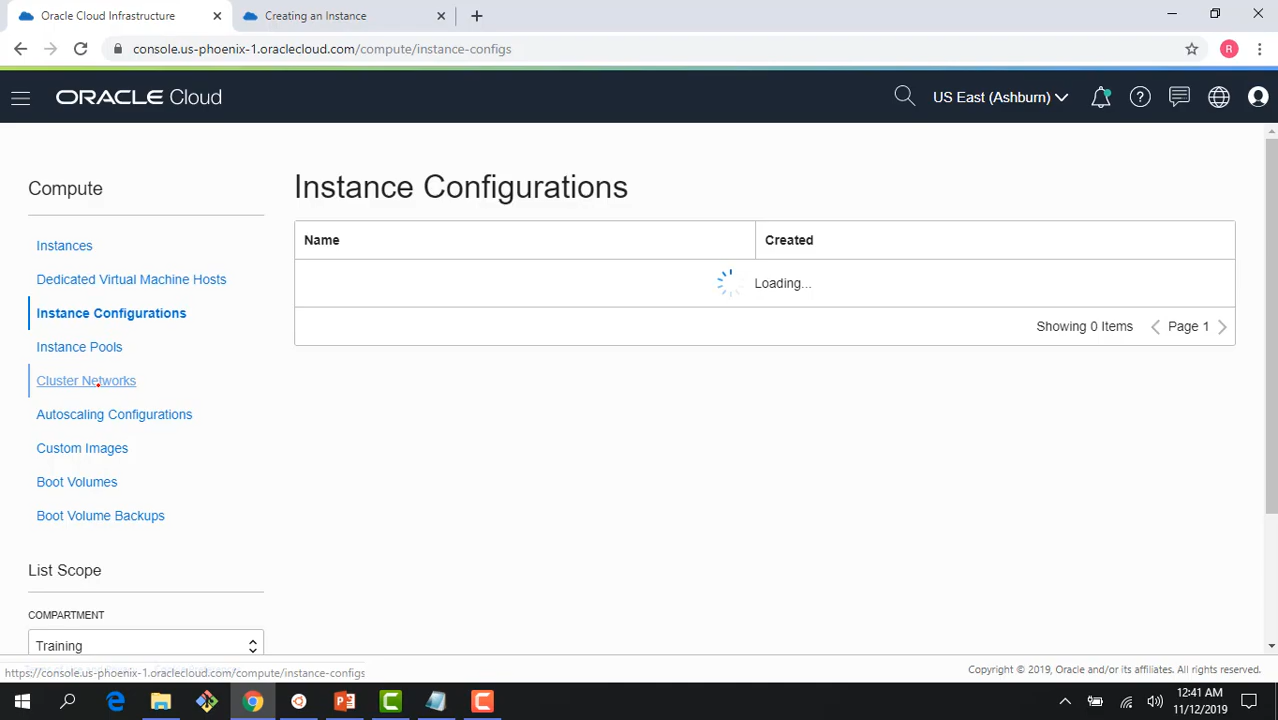 Oracle Cloud Infrastructure
Creating an Instance
console.us-phoenix-1.oraclecloud.com/compute/instance-configs
R
ORACLE Cloud
US East (Ashburn)
Compute
Instances
Dedicated Virtual Machine Hosts
Instance Configurations
Instance Pools
Cluster Networks
Autoscaling Configurations
Custom Images
Boot Volumes
Boot Volume Backups
List Scope
COMPARTMENT
Training
Instance Configurations
Name Created
Loading...
Showing 0 Items Page 1
https://console.us-phoenix-1.oraclecloud.com/compute/instance-configs
Copyright © 2019, Oracle and/or its affiliates. All rights reserved.
12:41 AM
11/12/2019